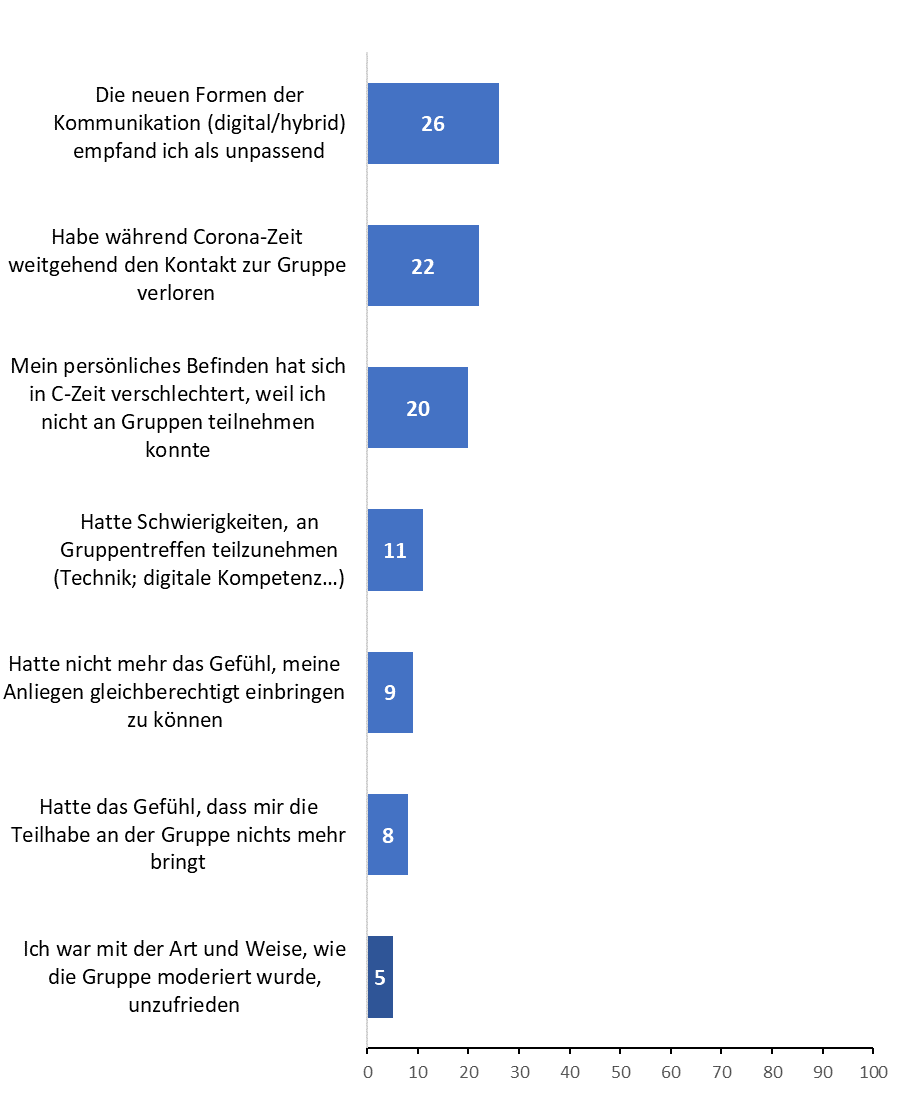 Die neuen Formen der
Kommunikation (digital/hybrid)
empfand ich als unpassend
26
Habe während Corona-Zeit
weitgehend den Kontakt zur Gruppe
verloren
22
Mein persönliches Befinden hat sich
in C-Zeit verschlechtert, weil ich
nicht an Gruppen teilnehmen
konnte
20
Hatte Schwierigkeiten, an
Gruppentreffen teilzunehmen
(Technik; digitale Kompetenz...)
11
Hatte nicht mehr das Gefühl, meine
Anliegen gleichberechtigt einbringen
zu können
9
Hatte das Gefühl, dass mir die
Teilhabe an der Gruppe nichts mehr
bringt
8
Ich war mit der Art und Weise, wie
die Gruppe moderiert wurde,
unzufrieden
5
0 10 20 30 40 50 60 70 80 90 100